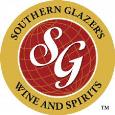 SOUTHERN GLAZER'S
SG
WINE AND SPIRITS
TM